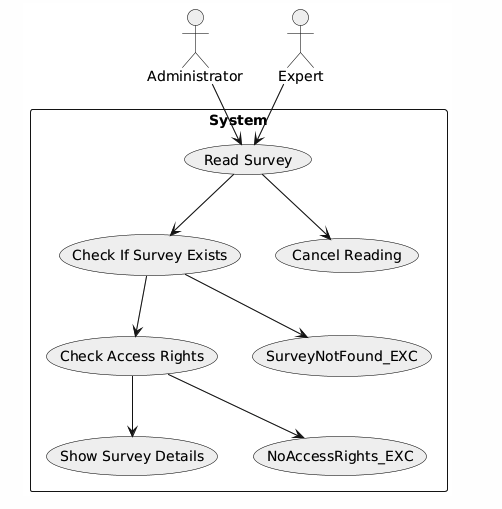 Administrator
Expert
System
Read Survey
Check If Survey Exists
Cancel Reading
Check Access Rights
SurveyNotFound_EXC
Show Survey Details
NoAccessRights_EXC